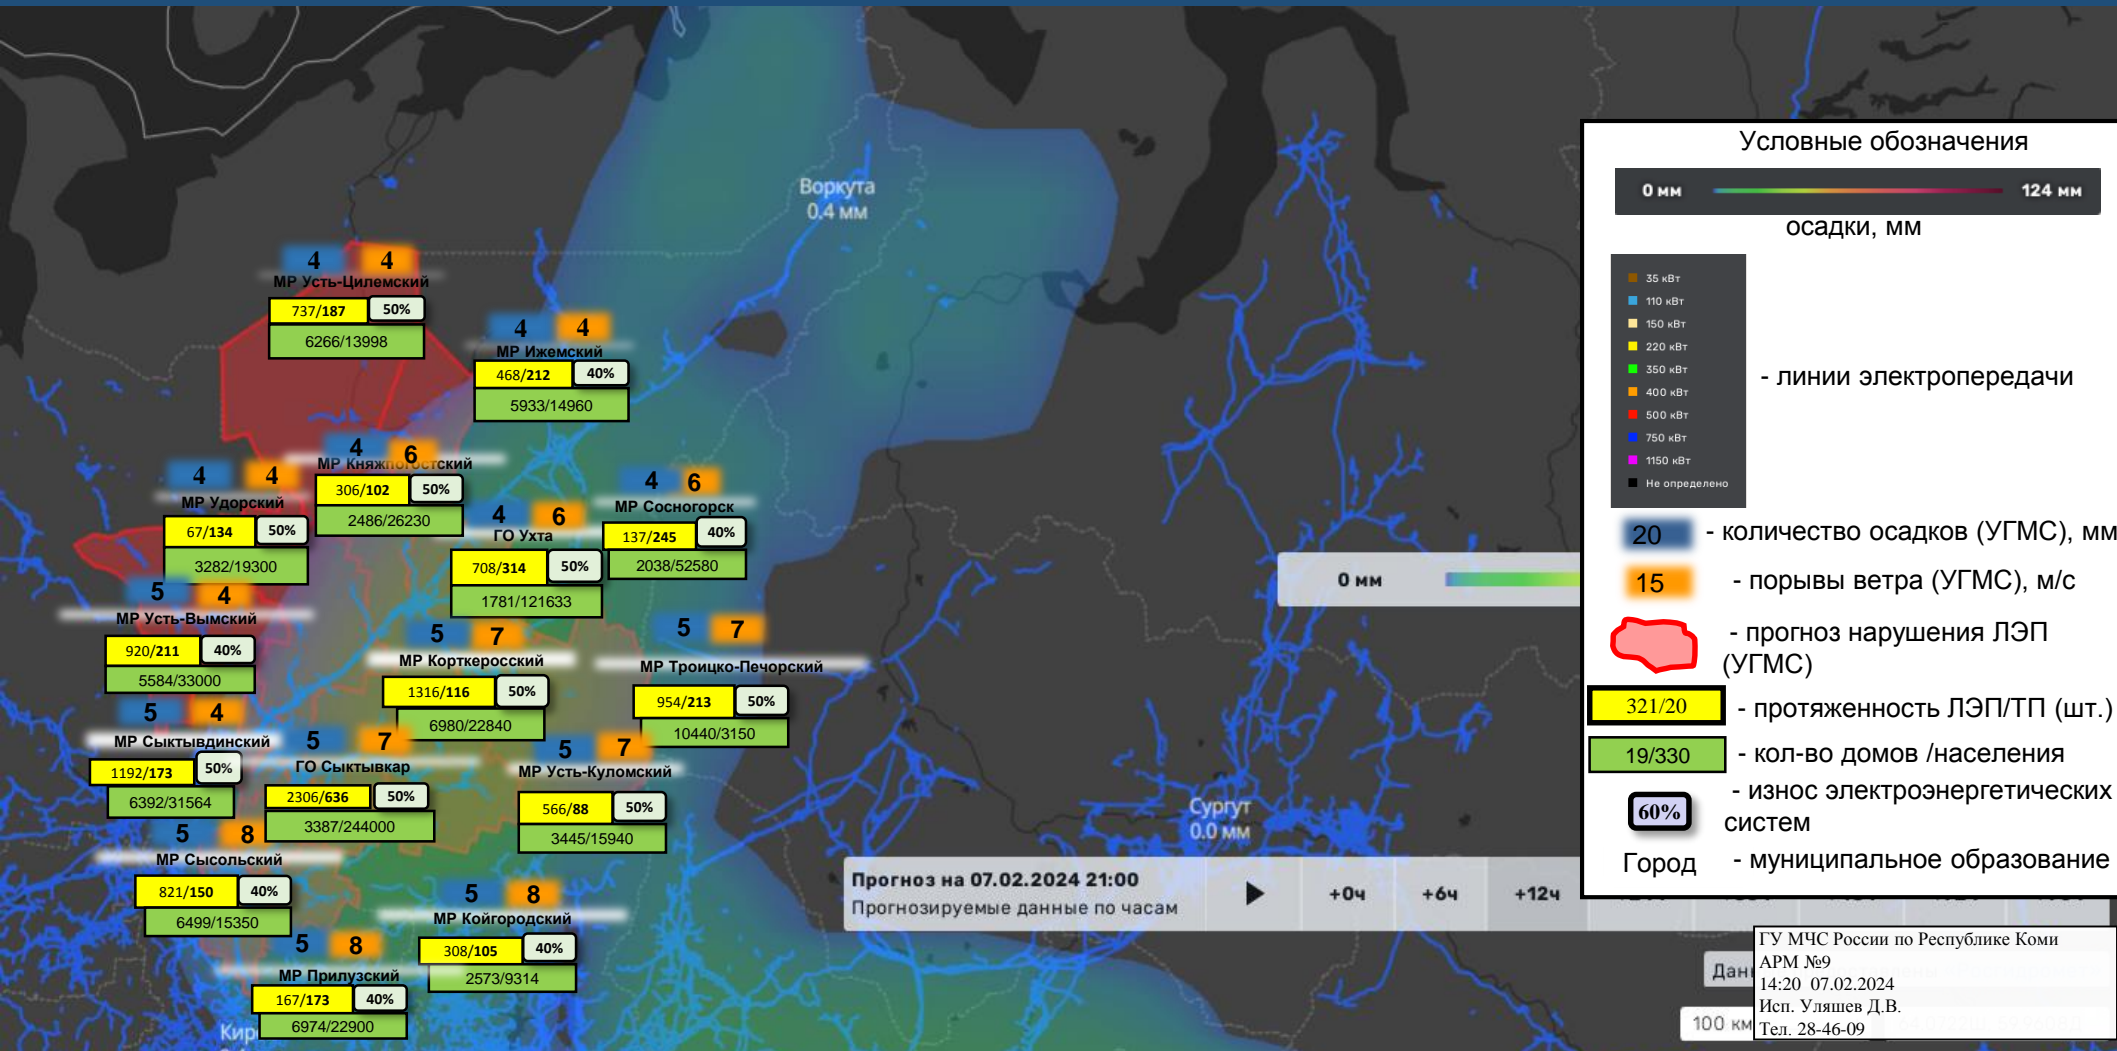 Воркута
0.4 мм
4 4
МР Усть-Цилемский
737/187 50%
6266/13998
4 4
МР Ижемский
468/212 40%
5933/14960
4 6
МР Княжпогостский
306/102 50%
2486/26230
4 4
МР Удорский
67/134 50%
3282/19300
4 6
ГО Ухта
708/314 50%
1781/121633
4 6
МР Сосногорск
137/245 40%
2038/52580
5 4
МР Усть-Вымский
920/211 40%
5584/33000
5 7
МР Корткеросский
1316/116 50%
6980/22840
5 7
МР Троицко-Печорский
954/213 50%
10440/3150
5 4
МР Сыктывдинский
1192/173 50%
6392/31564
5 7
ГО Сыктывкар
2306/636 50%
3387/244000
5 7
МР Усть-Куломский
566/88 50%
3445/15940
5 8
МР Сысольский
821/150 40%
6499/15350
5 8
МР Койгородский
308/105 40%
2573/9314
5 8
МР Прилузский
167/173 40%
6974/22900
Сургут
0.0 мм
0 мм
Прогноз на 07.02.2024 21:00
Прогнозируемые данные по часам
+0ч +6ч +12ч
100 км
Условные обозначения
0 мм 124 мм
осадки, мм
35 кВт
110 кВт
150 кВт
220 кВт
350 кВт
400 кВт
500 кВт
750 кВт
1150 кВт
Не определено
- линии электропередачи
20 - количество осадков (УГМС), мм
15 - порывы ветра (УГМС), м/с
- прогноз нарушения ЛЭП
(УГМС)
321/20 - протяженность ЛЭП/ТП (шт.)
19/330 - кол-во домов /населения
60% - износ электроэнергетических
систем
Город - муниципальное образование
ГУ МЧС России по Республике Коми
АРМ №9
14:20 07.02.2024
Исп. Уляшев Д.В.
Тел. 28-46-09